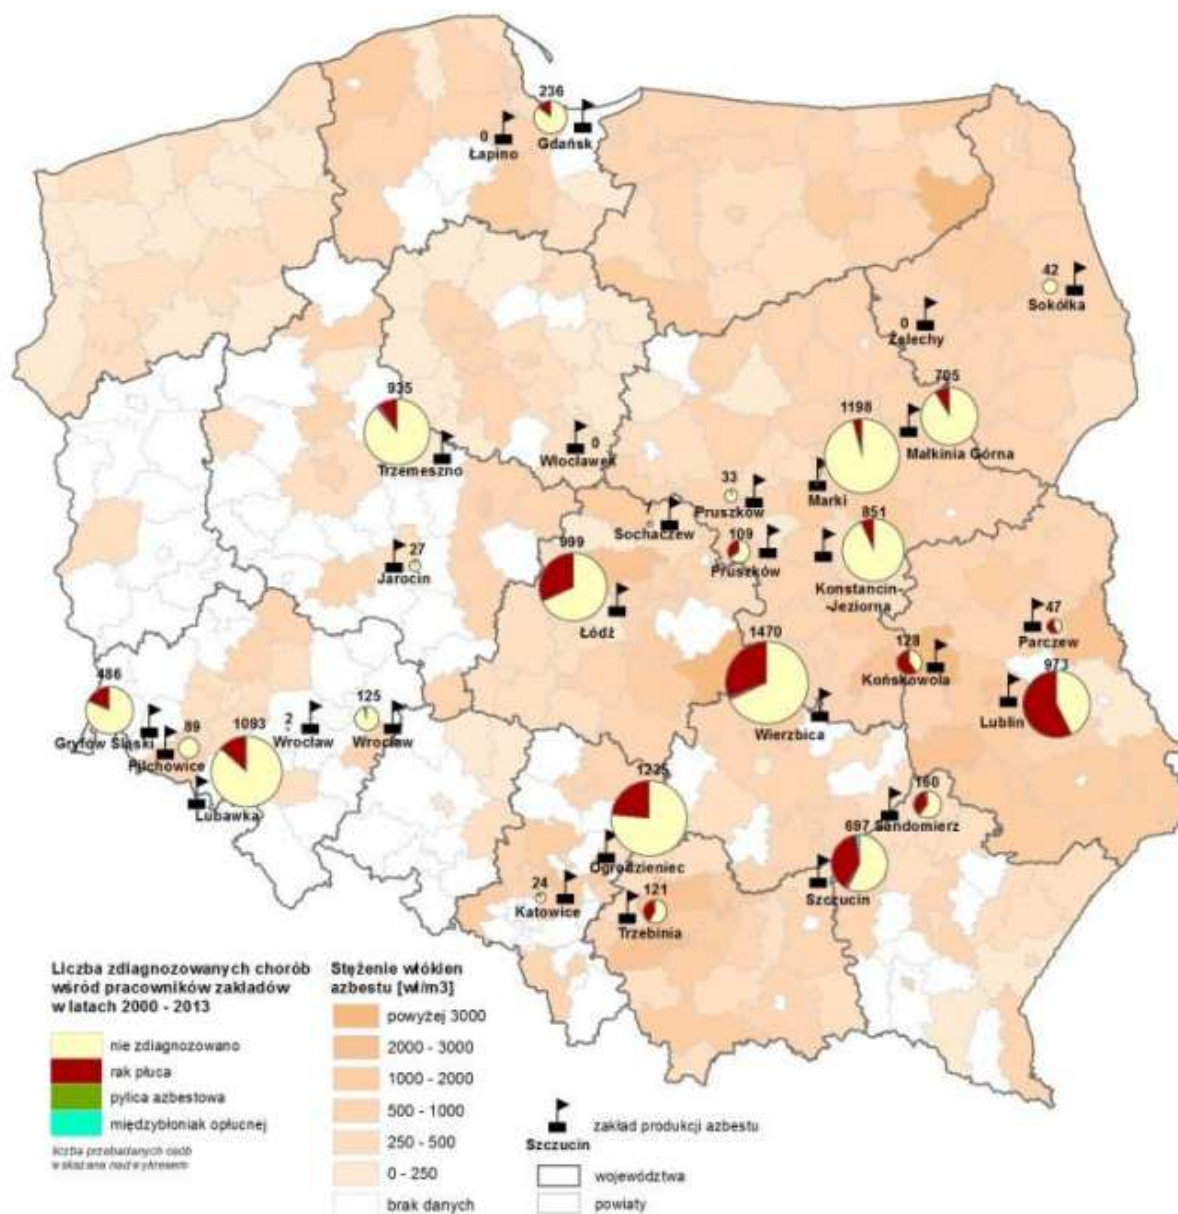 236
0
Łapino
Gdańsk
42
Sokółka
0
Żelechy
935
Trzemeszno
0
Włocławek
1198
705
Małkinia Górna
Marki
33
Pruszków
Sochaczew
109
Pruszków
851
Konstancin-
-Jeziorna
999
Łódź
27
Jarocin
47
Parczew
128
Końskowola
973
Lublin
1470
Wierzbica
486
Gryfów Śląski
89
Pilchowice
1093
Lubawka
2
Wrocław
125
Wrocław
1225
Ogrodzieniec
160
Sandomierz
697
Szczucin
24
Katowice
121
Trzebinia
Liczba zdiagnozowanych chorób
wśród pracowników zakładów
w latach 2000 - 2013
nie zdiagnozowano
rak płuca
pylica azbestowa
międzybłoniak opłucnej
liczba przebadanych osób
wskazana nad wykresem
Stężenie włókien
azbestu [wł/m3]
powyżej 3000
2000 - 3000
1000 - 2000
500 - 1000
250 - 500
0 - 250
brak danych
Szczucin
zakład produkcji azbestu
województwa
powiaty